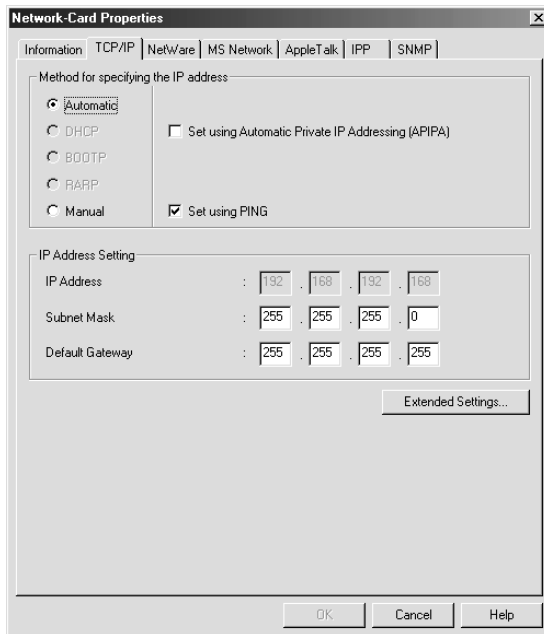 Network-Card Properties
Information TCP/IP NetWare MS Network AppleTalk IPP SNMP
Method for specifying the IP address
Automatic
DHCP Set using Automatic Private IP Addressing (APIPA)
BOOTP
RARP
Manual Set using PING
IP Address Setting
IP Address : 192 . 168 . 192 . 168
Subnet Mask : 255 . 255 . 255 . 0
Default Gateway : 255 . 255 . 255 . 255
Extended Settings...
OK Cancel Help